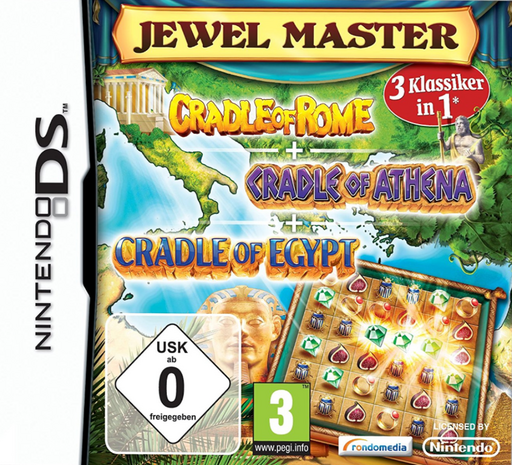 JEWEL MASTER
3 Klassiker
in 1*
CRADLE OF ROME
+
CRADLE OF ATHENA
+
CRADLE OF EGYPT
NINTENDO DS™
USK
ab
0
freigegeben
3
www.pegi.info
rondomedia
LICENSED BY
Nintendo